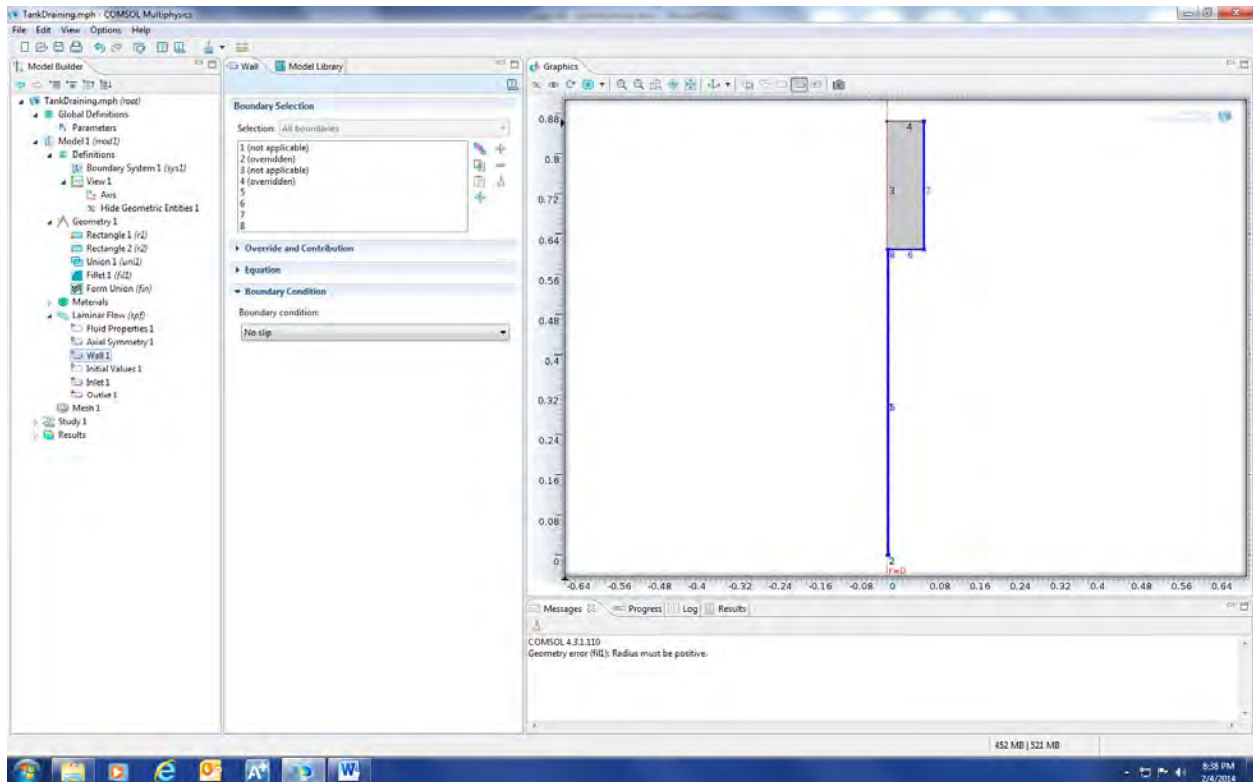 TankDraining.mph - COMSOL Multiphysics
File Edit View Options Help
Model Builder
TankDraining.mph (root)
Global Definitions
Parameters
Model 1 (mod1)
Definitions
Boundary System 1 (sys1)
View 1
Axis
Hide Geometric Entities 1
Geometry 1
Rectangle 1 (r1)
Rectangle 2 (r2)
Union 1 (uni1)
Fillet 1 (fil1)
Form Union (fin)
Materials
Laminar Flow (spf)
Fluid Properties 1
Axial Symmetry 1
Wall 1
Initial Values 1
Inlet 1
Outlet 1
Mesh 1
Study 1
Results
Wall Model Library
Boundary Selection
Selection: All boundaries
1 (not applicable)
2 (overridden)
3 (not applicable)
4 (overridden)
5
6
7
8
Override and Contribution
Equation
Boundary Condition
Boundary condition:
No slip
Graphics
0.88
0.8
0.72
0.64
0.56
0.48
0.4
0.32
0.24
0.16
0.08
0
4
3
7
8 6
5
2
r=0
-0.64 -0.56 -0.48 -0.4 -0.32 -0.24 -0.16 -0.08 0 0.08 0.16 0.24 0.32 0.4 0.48 0.56 0.64
Messages Progress Log Results
COMSOL 4.3.1.110
Geometry error (fil1): Radius must be positive.
452 MB | 521 MB
8:38 PM
2/4/2014